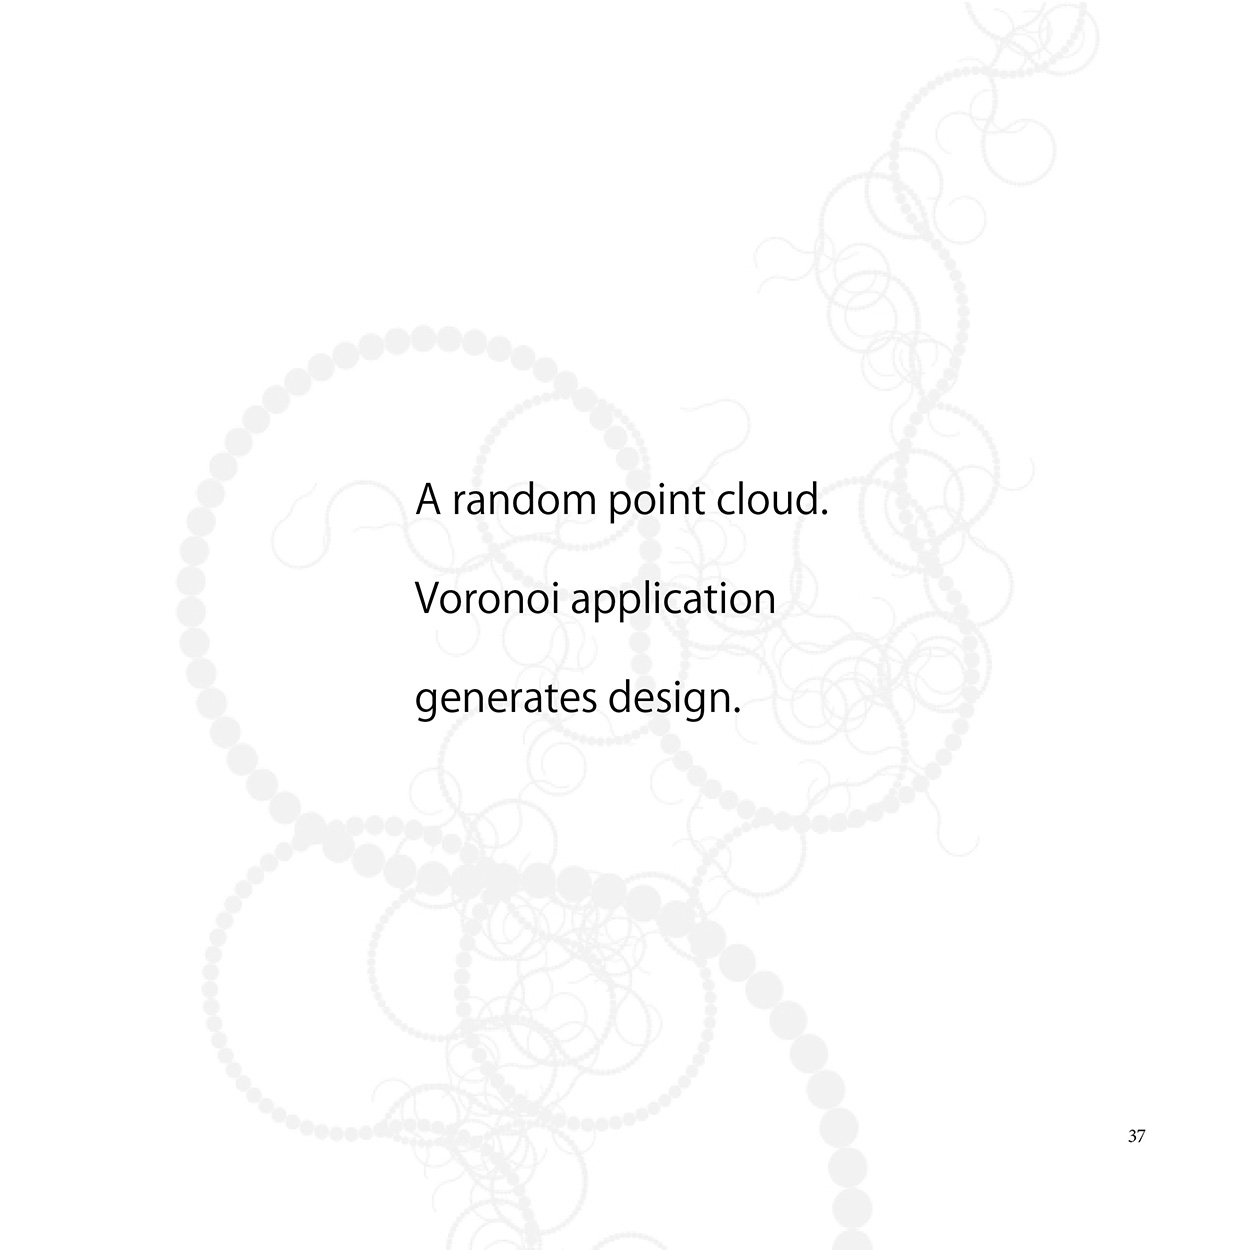 A random point cloud.
Voronoi application
generates design.
37